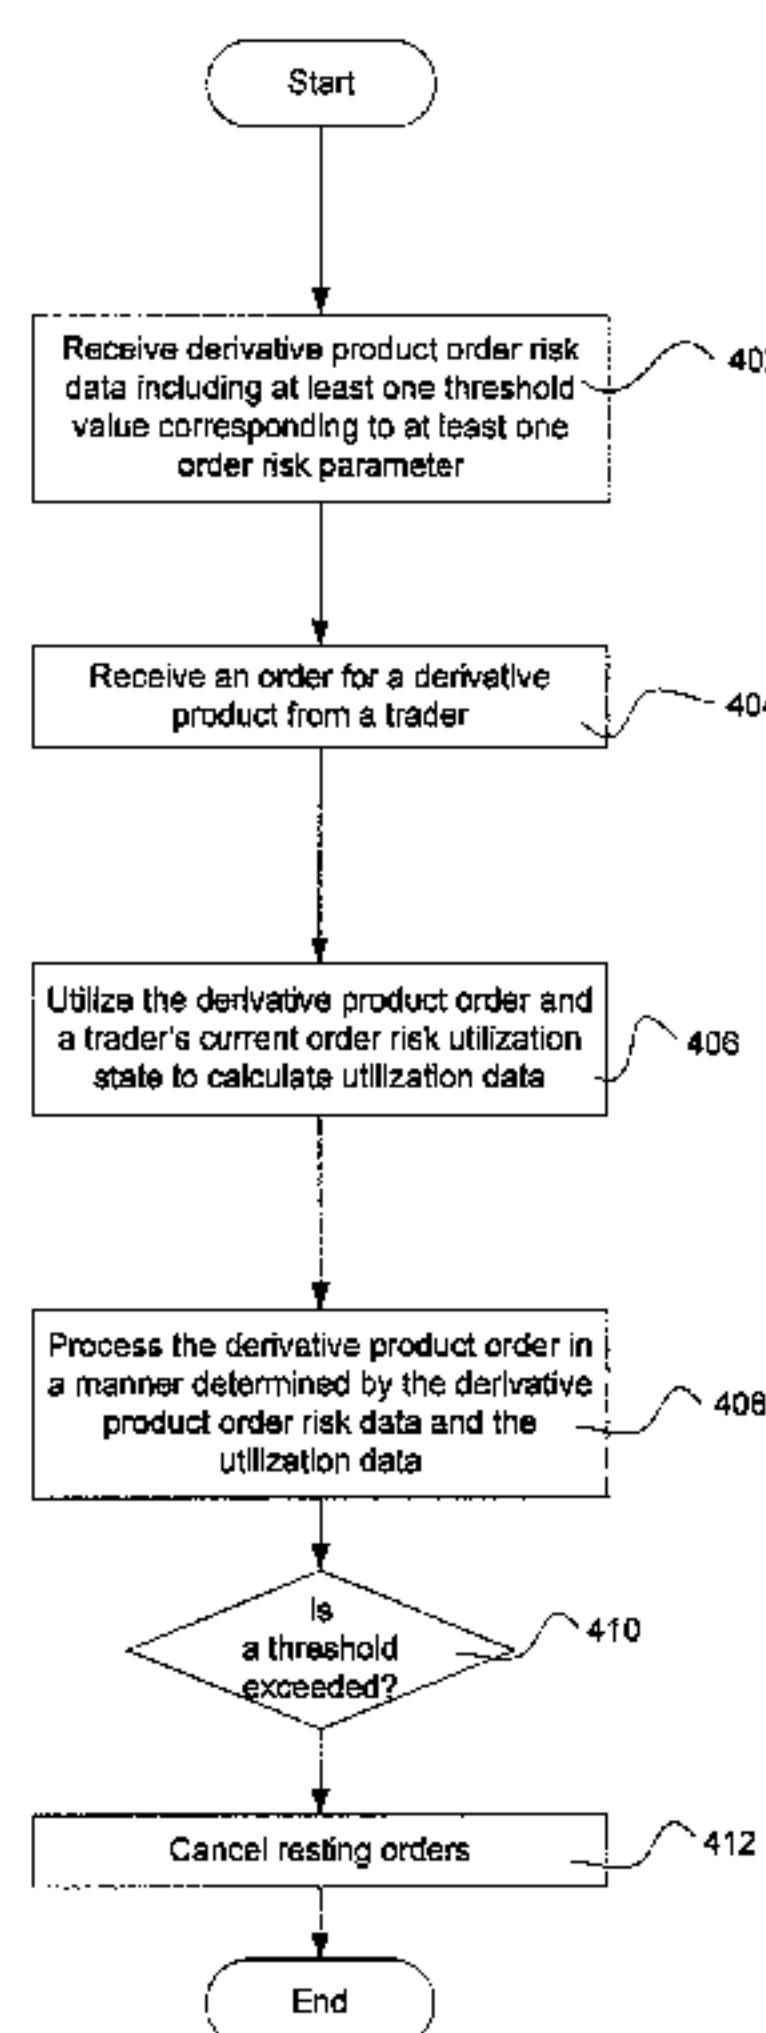 Start
Receive derivative product order risk
data including at least one threshold
value corresponding to at least one
order risk parameter
Receive an order for a derivative
product from a trader
404
Utilize the derivative product order and
a trader's current order risk utilization
state to calculate utilization data
406
Process the derivative product order in
a manner determined by the derivative
product order risk data and the
utilization data
408
Is
a threshold
exceeded?
410
Cancel resting orders
412
End